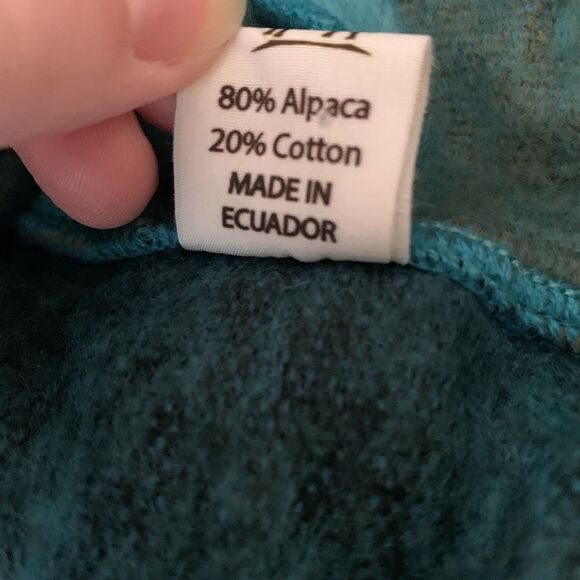 80% Alpaca
20% Cotton
MADE IN
ECUADOR